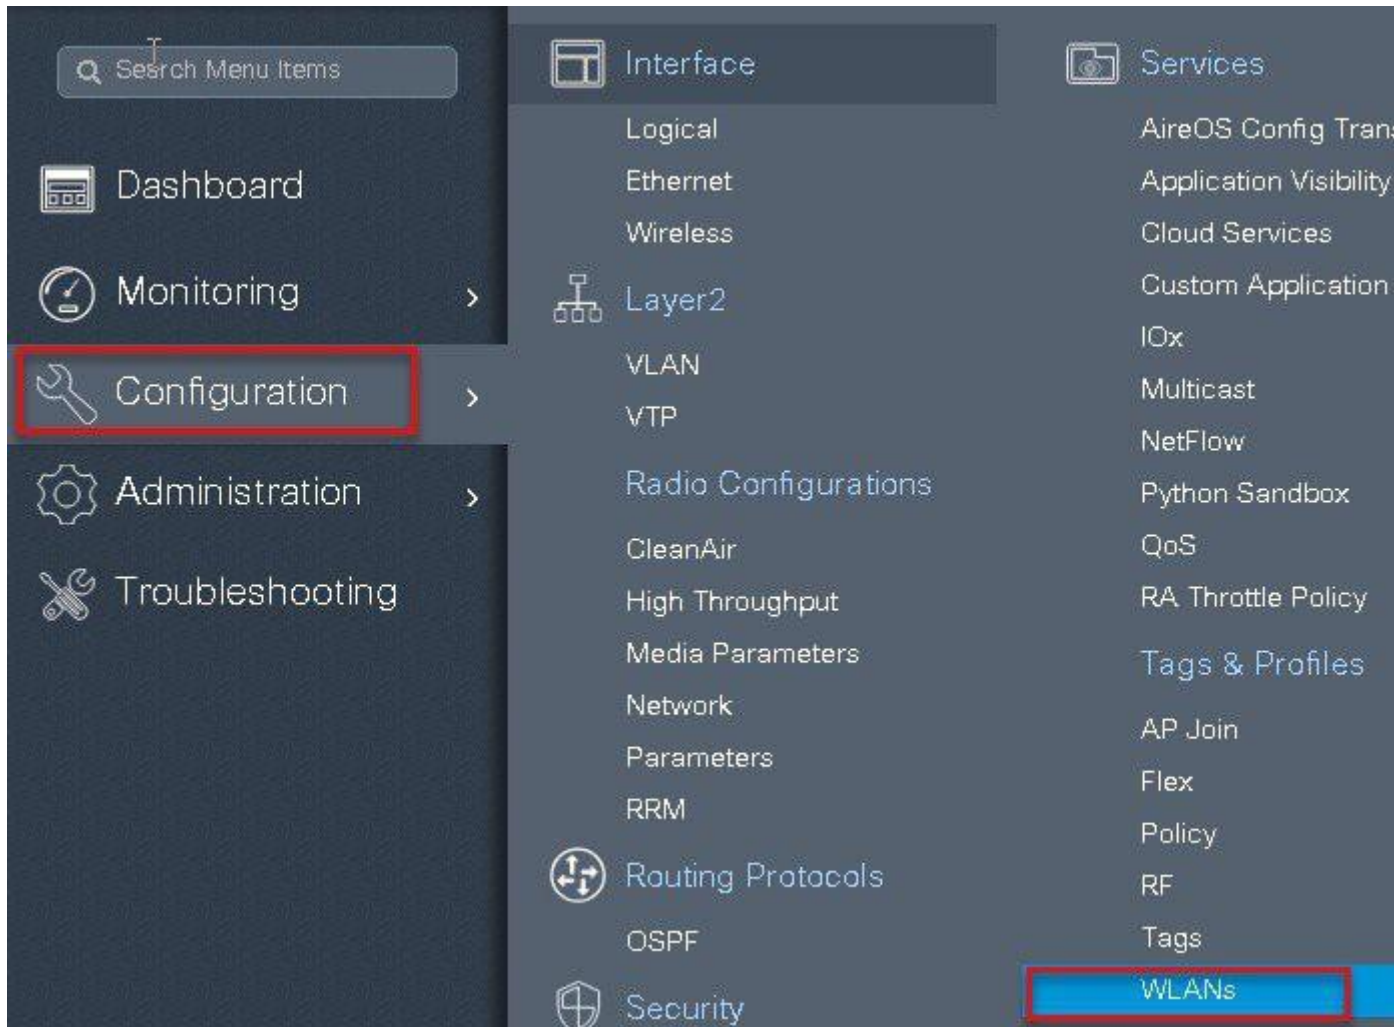 Search Menu Items
Dashboard
Monitoring
Configuration
Administration
Troubleshooting
Interface
Logical
Ethernet
Wireless
Layer2
VLAN
VTP
Radio Configurations
CleanAir
High Throughput
Media Parameters
Network
Parameters
RRM
Routing Protocols
OSPF
Security
Services
AireOS Config Trans
Application Visibility
Cloud Services
Custom Application
IOx
Multicast
NetFlow
Python Sandbox
QoS
RA Throttle Policy
Tags & Profiles
AP Join
Flex
Policy
RF
Tags
WLANs